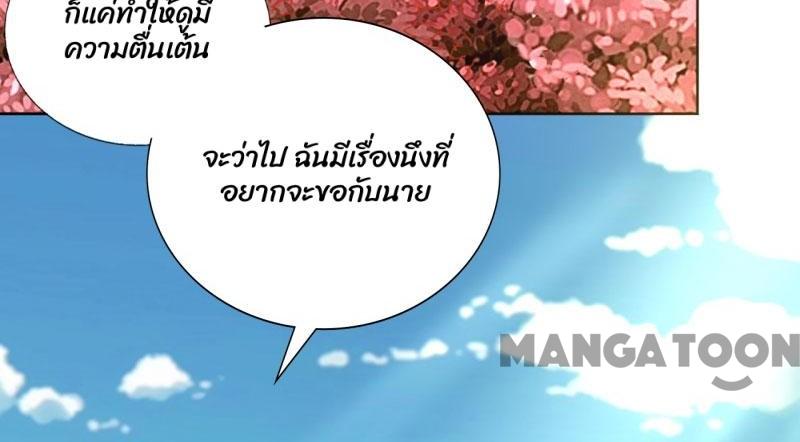 ก็แค่ทำให้ดูมี
ความตื่นเต้น
จะว่าไป ฉันมีเรื่องนึงที่
อยากจะขอกับนาย
MANGATOON